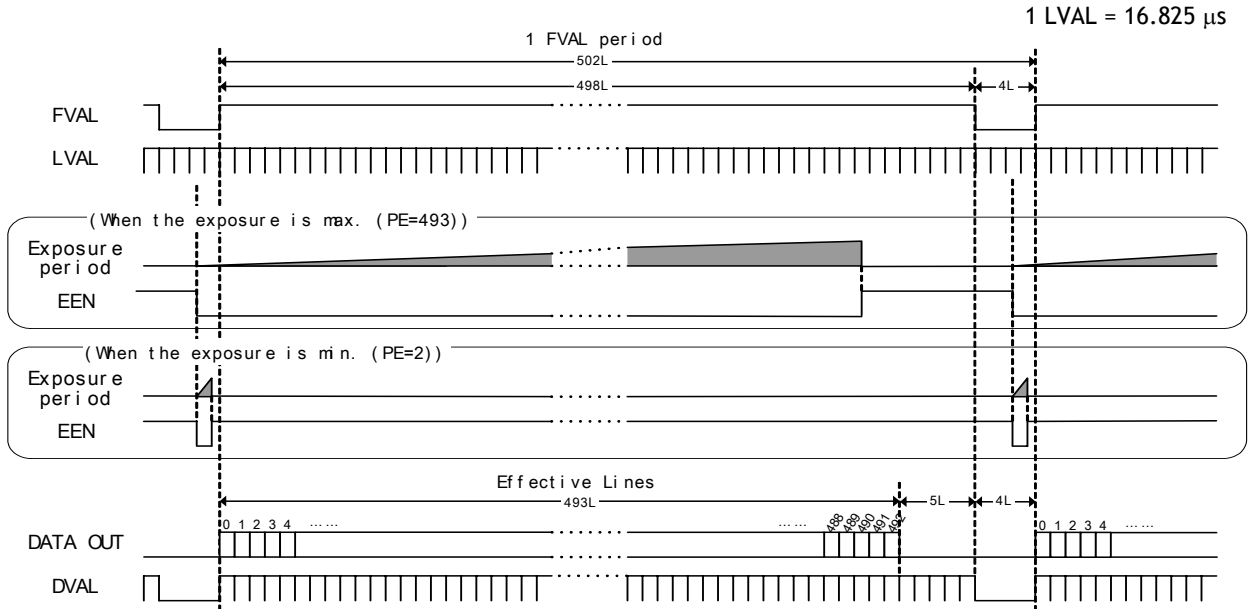 1 LVAL = 16.825 μs
1 FVAL period
502L
498L
4L
FVAL
LVAL
(When the exposure is max. (PE=493))
Exposure
period
EEN
(When the exposure is min. (PE=2))
Exposure
period
EEN
Effective Lines
493L
5L
4L
DATA OUT
0 1 2 3 4 ...... ...... 488 489 490 491 492 0 1 2 3 4 ......
DVAL